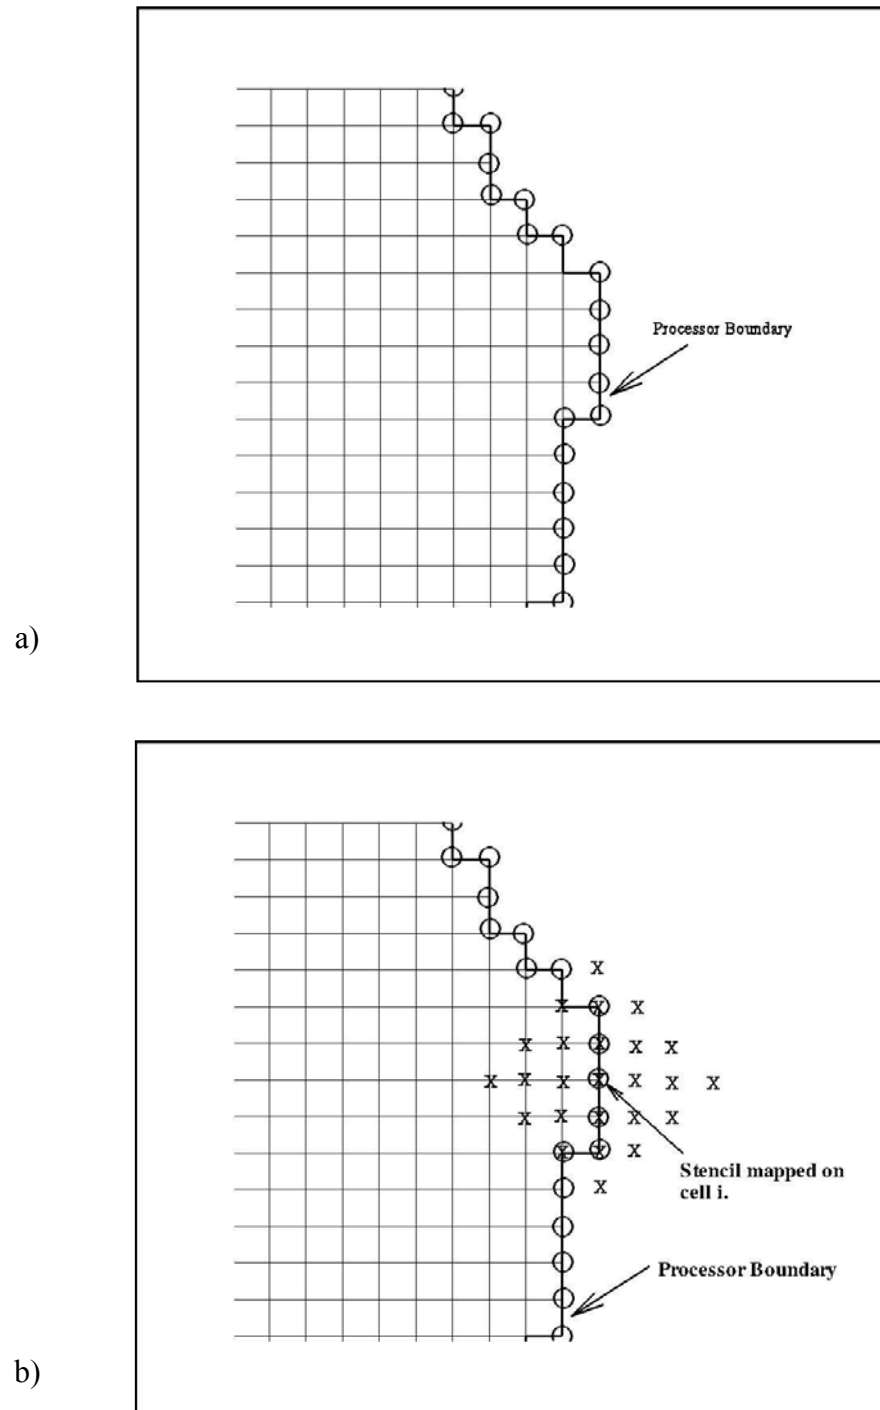 Processor Boundary
a)
X
X X X
X X X X X
X X X X X X X
X X X X X
X X X
X
Stencil mapped on
cell i.
Processor Boundary
b)